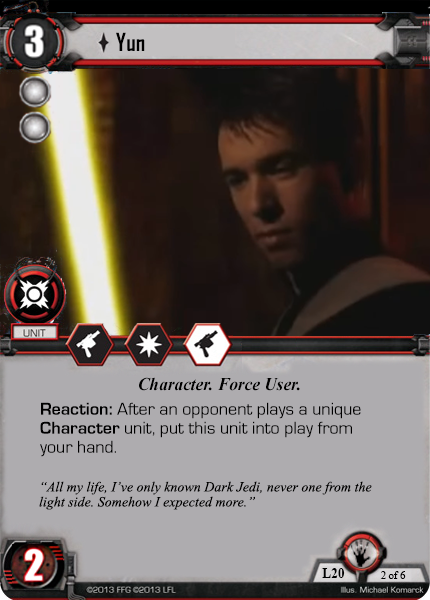 3
Yun
UNIT
Character. Force User.
Reaction: After an opponent plays a unique
Character unit, put this unit into play from
your hand.
“All my life, I’ve only known Dark Jedi, never one from the
light side. Somehow I expected more.”
2
L20
2 of 6
©2013 FFG ©2013 LFL
Illus. Michael Komarck